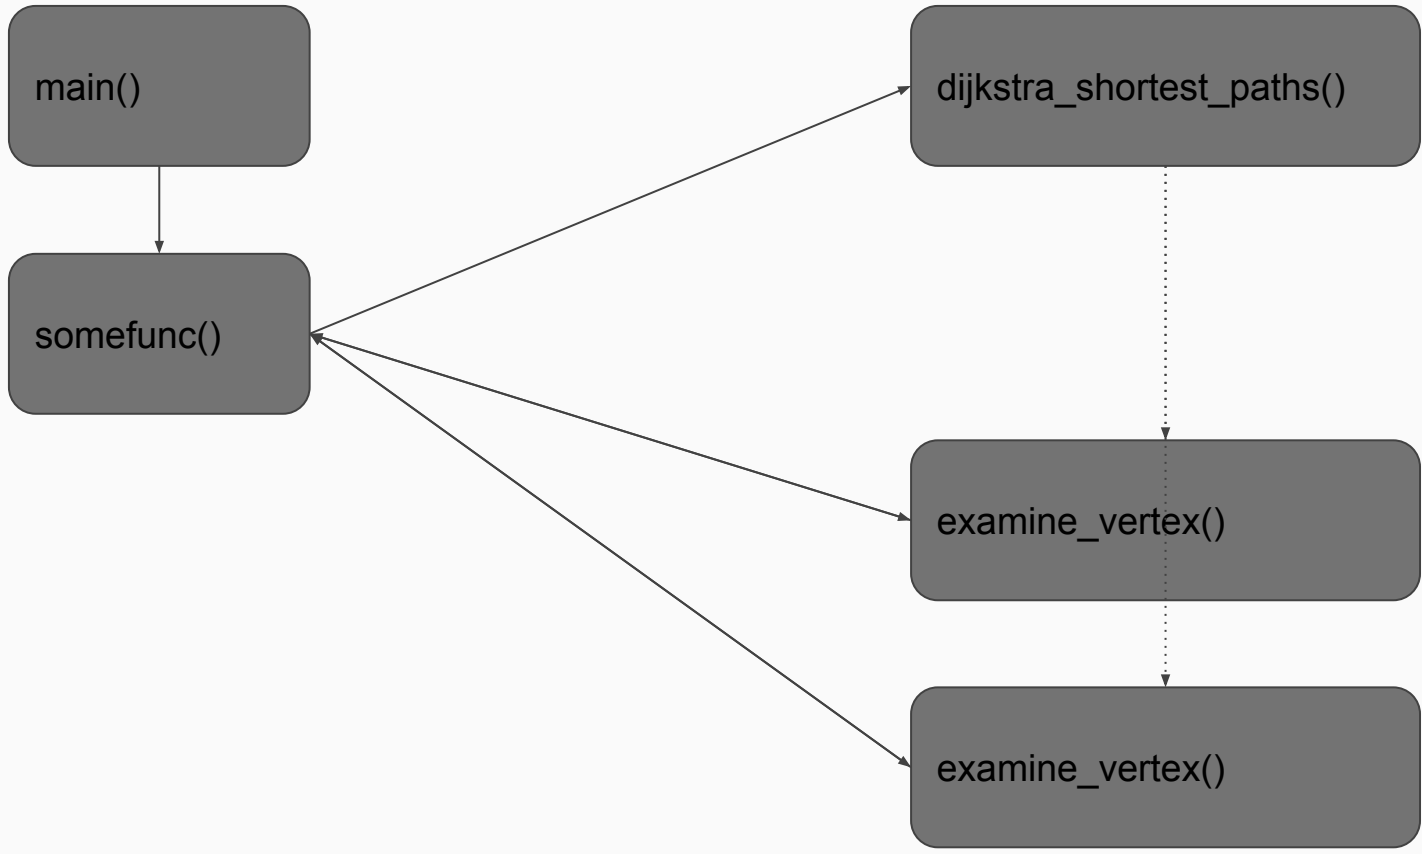 main()
dijkstra_shortest_paths()
somefunc()
examine_vertex()
examine_vertex()